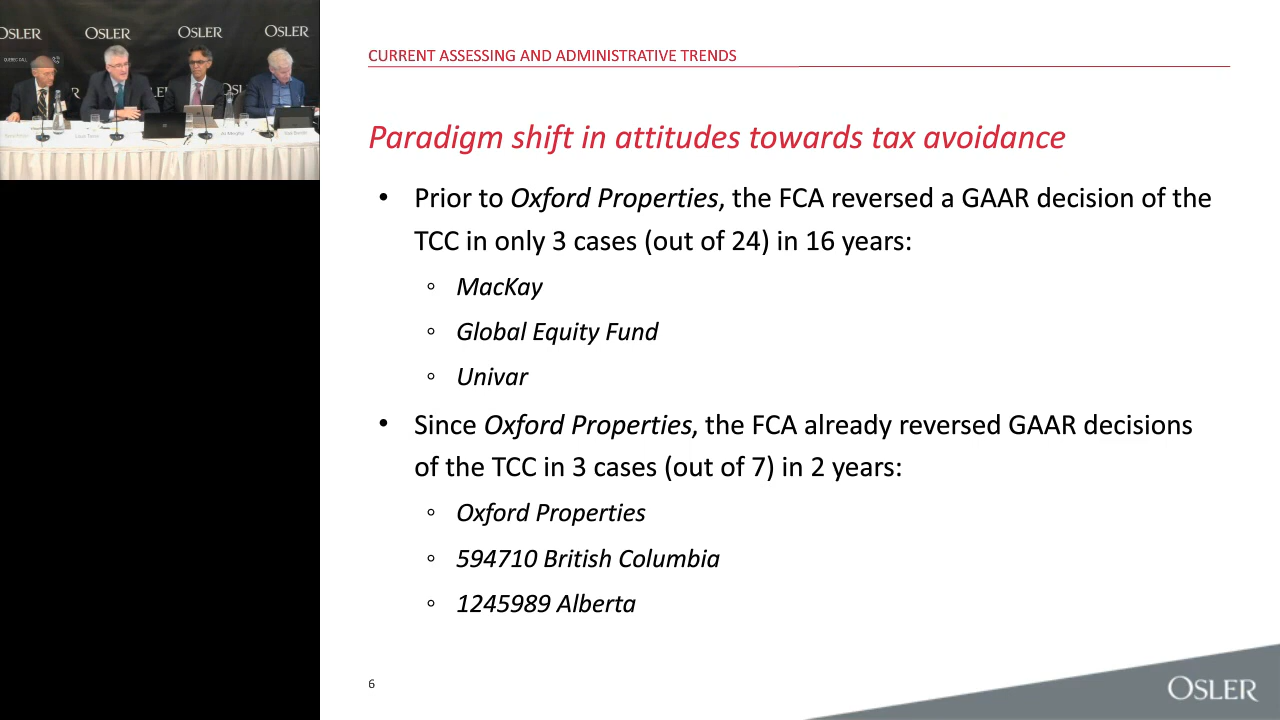 OSLER
OSLER
OSLER
OSLER
CURRENT ASSESSING AND ADMINISTRATIVE TRENDS
Paradigm shift in attitudes towards tax avoidance
• Prior to Oxford Properties, the FCA reversed a GAAR decision of the
TCC in only 3 cases (out of 24) in 16 years:
◦ MacKay
◦ Global Equity Fund
◦ Univar
• Since Oxford Properties, the FCA already reversed GAAR decisions
of the TCC in 3 cases (out of 7) in 2 years:
◦ Oxford Properties
◦ 594710 British Columbia
◦ 1245989 Alberta
6
OSLER